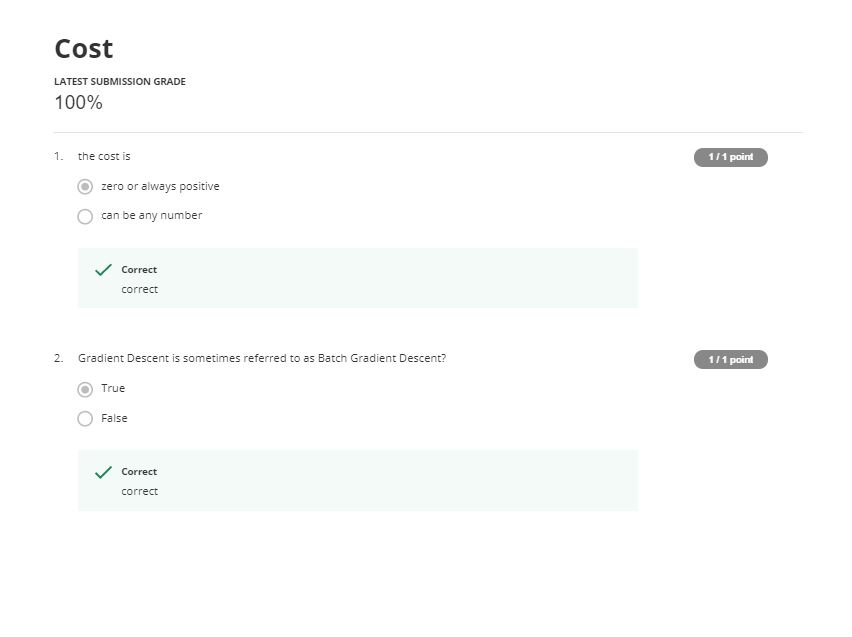 Cost
LATEST SUBMISSION GRADE
100%
1. the cost is
1 / 1 point
zero or always positive
can be any number
Correct
correct
2. Gradient Descent is sometimes referred to as Batch Gradient Descent?
1 / 1 point
True
False
Correct
correct